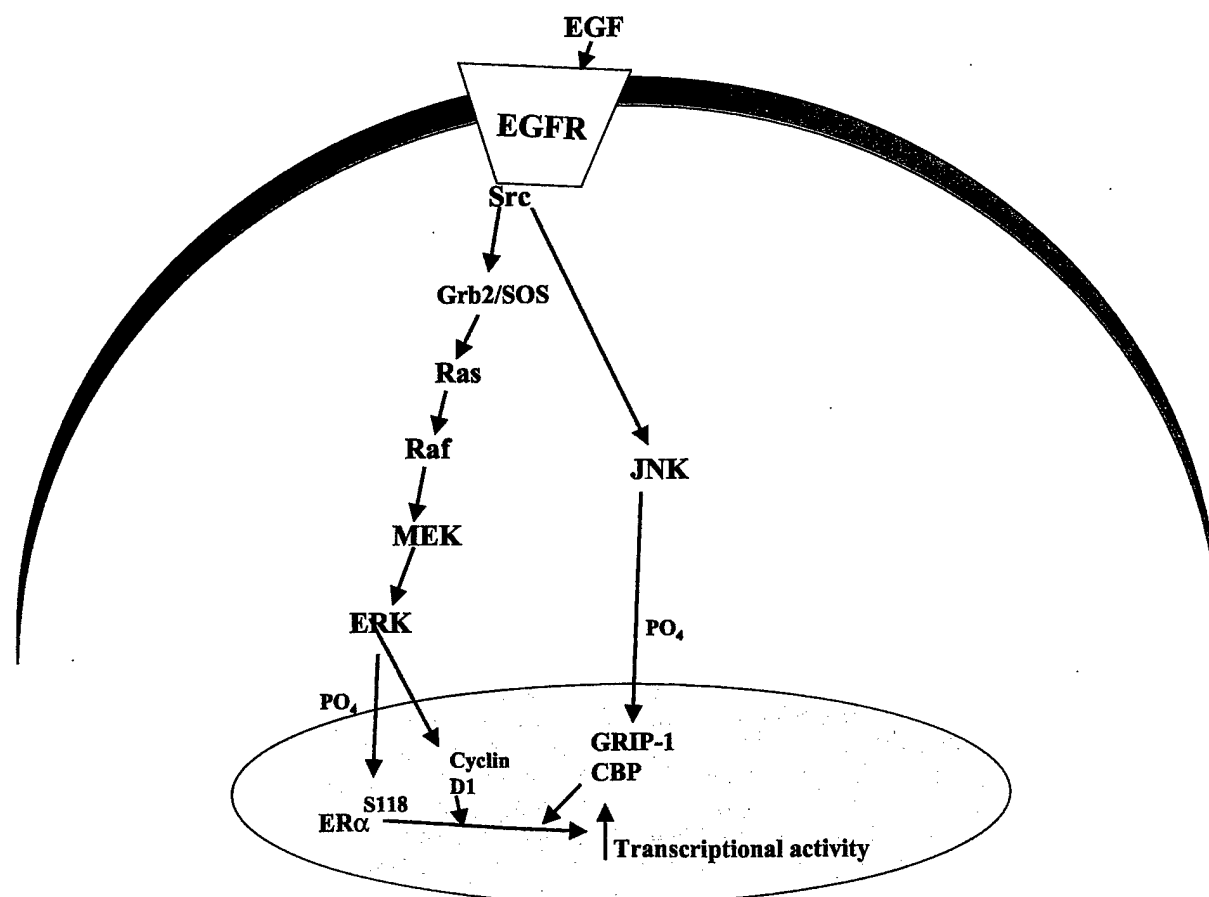 EGF
EGFR
Src
Grb2/SOS
Ras
Raf
JNK
MEK
ERK
PO₄
PO₄
GRIP-1
CBP
Cyclin
D1
ERα S118
Transcriptional activity